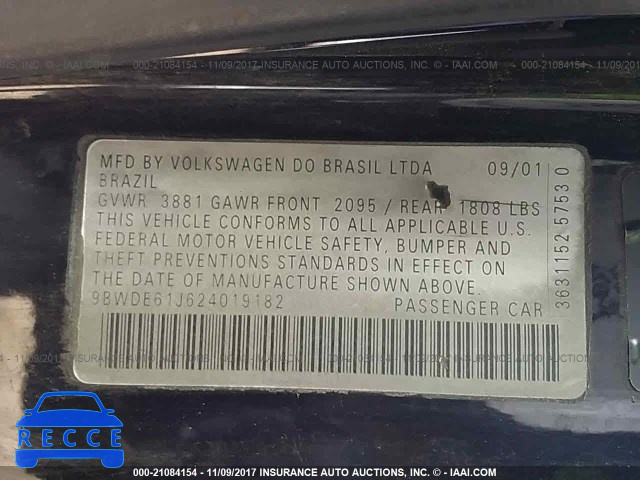 000-21084154 - 11/09/2017 INSURANCE AUTO AUCTIONS, INC. - © IAAI.COM
MFD BY VOLKSWAGEN DO BRASIL LTDA 09/01
BRAZIL
GVWR 3881 GAWR FRONT 2095 / REAR 1808 LBS
THIS VEHICLE CONFORMS TO ALL APPLICABLE U.S.
FEDERAL MOTOR VEHICLE SAFETY, BUMPER AND
THEFT PREVENTIONS STANDARDS IN EFFECT ON
THE DATE OF MANUFACTURE SHOWN ABOVE.
9BWDE61J624019182 PASSENGER CAR
3631115257530
RECCE
000-21084154 - 11/09/2017 INSURANCE AUTO AUCTIONS, INC. - © IAAI.COM